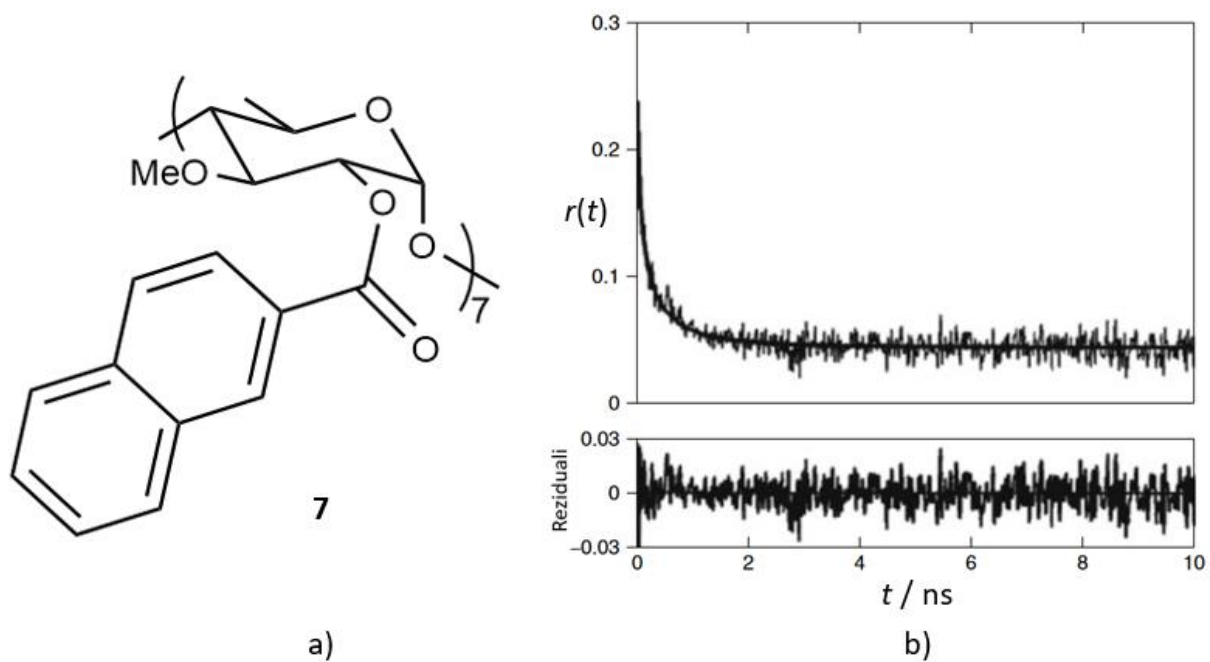 O
MeO
O
O
O
7
7
a)
r(t)
0.3
0.2
0.1
0
Reziduali
0.03
0
−0.03
0 2 4 6 8 10
t / ns
b)